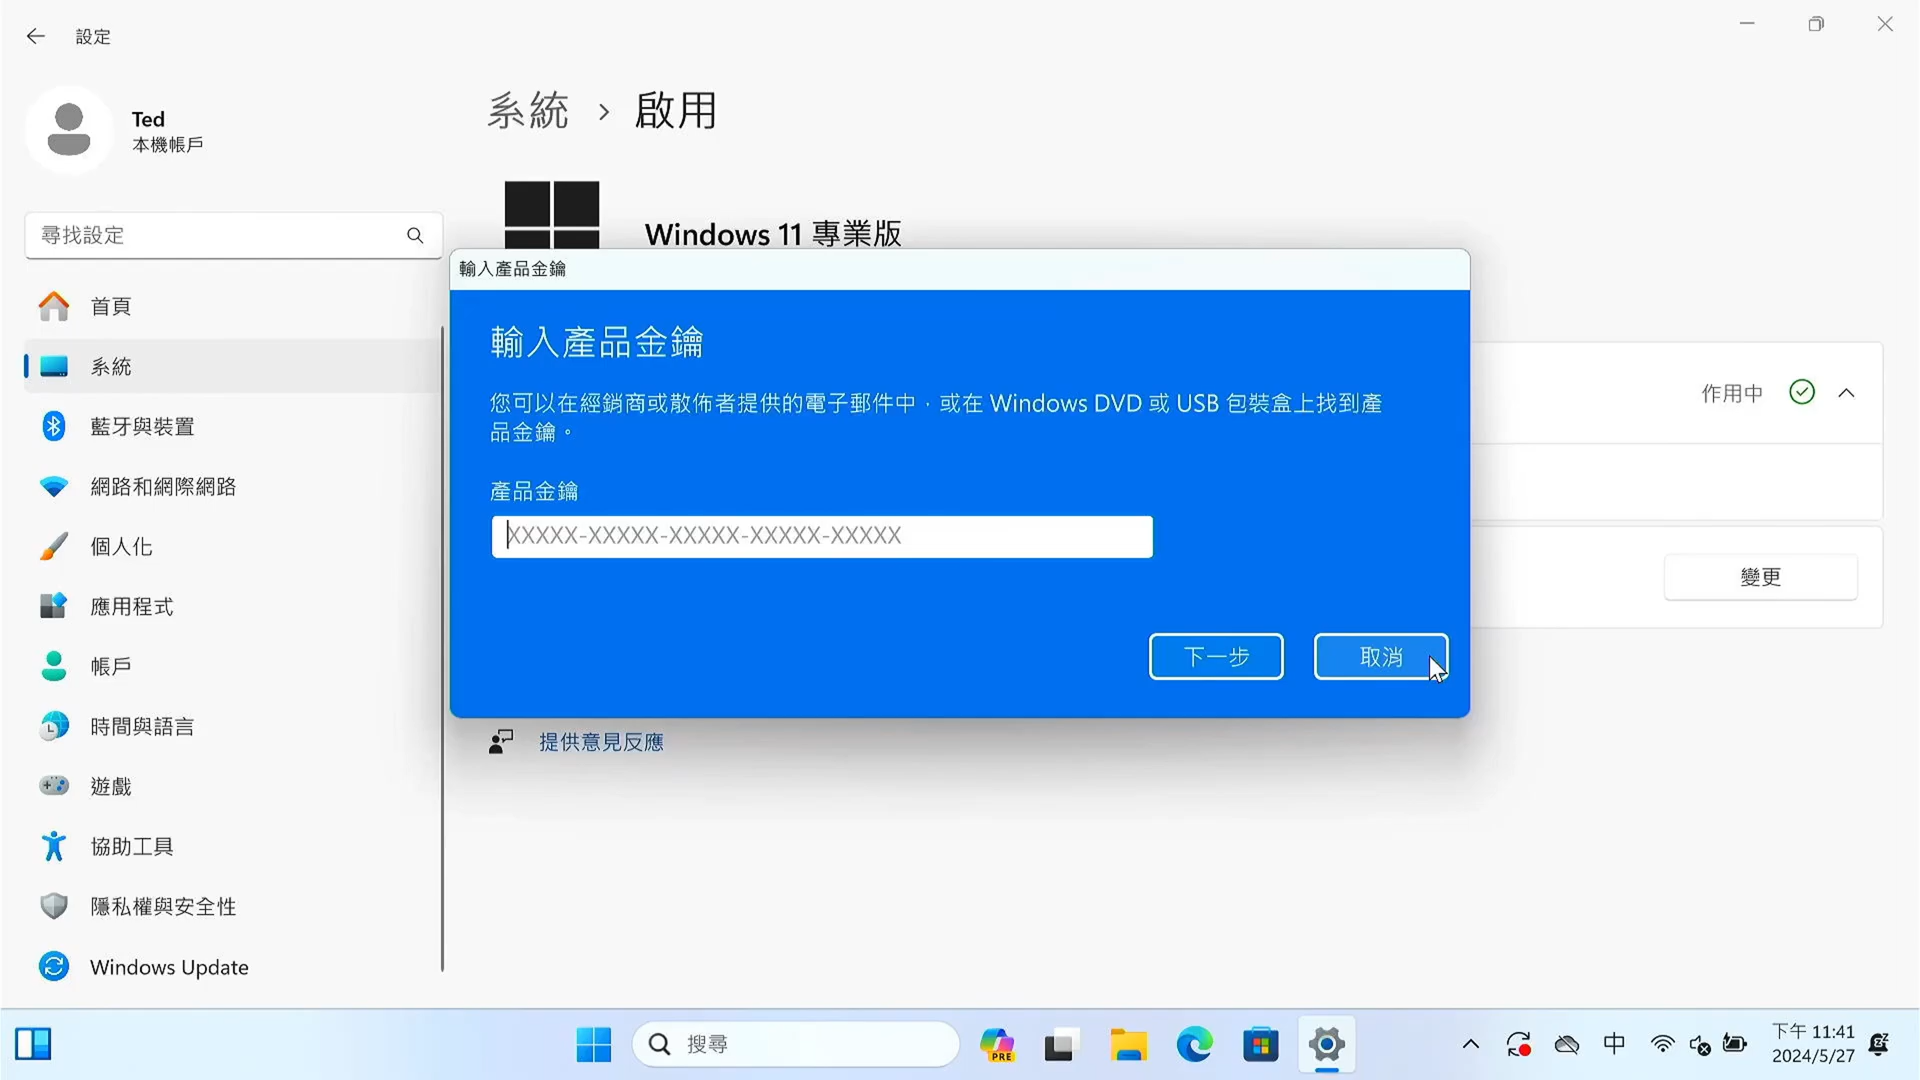 設定
Ted
本機帳戶
尋找設定
首頁
系統
藍牙與裝置
網路和網際網路
個人化
應用程式
帳戶
時間與語言
遊戲
協助工具
隱私權與安全性
Windows Update
系統 › 啟用
Windows 11 專業版
輸入產品金鑰
輸入產品金鑰
您可以在經銷商或散佈者提供的電子郵件中，或在 Windows DVD 或 USB 包裝盒上找到產
品金鑰。
產品金鑰
XXXXX-XXXXX-XXXXX-XXXXX-XXXXX
下一步
取消
作用中
變更
提供意見反應
搜尋
PRE
中
下午 11:41
2024/5/27